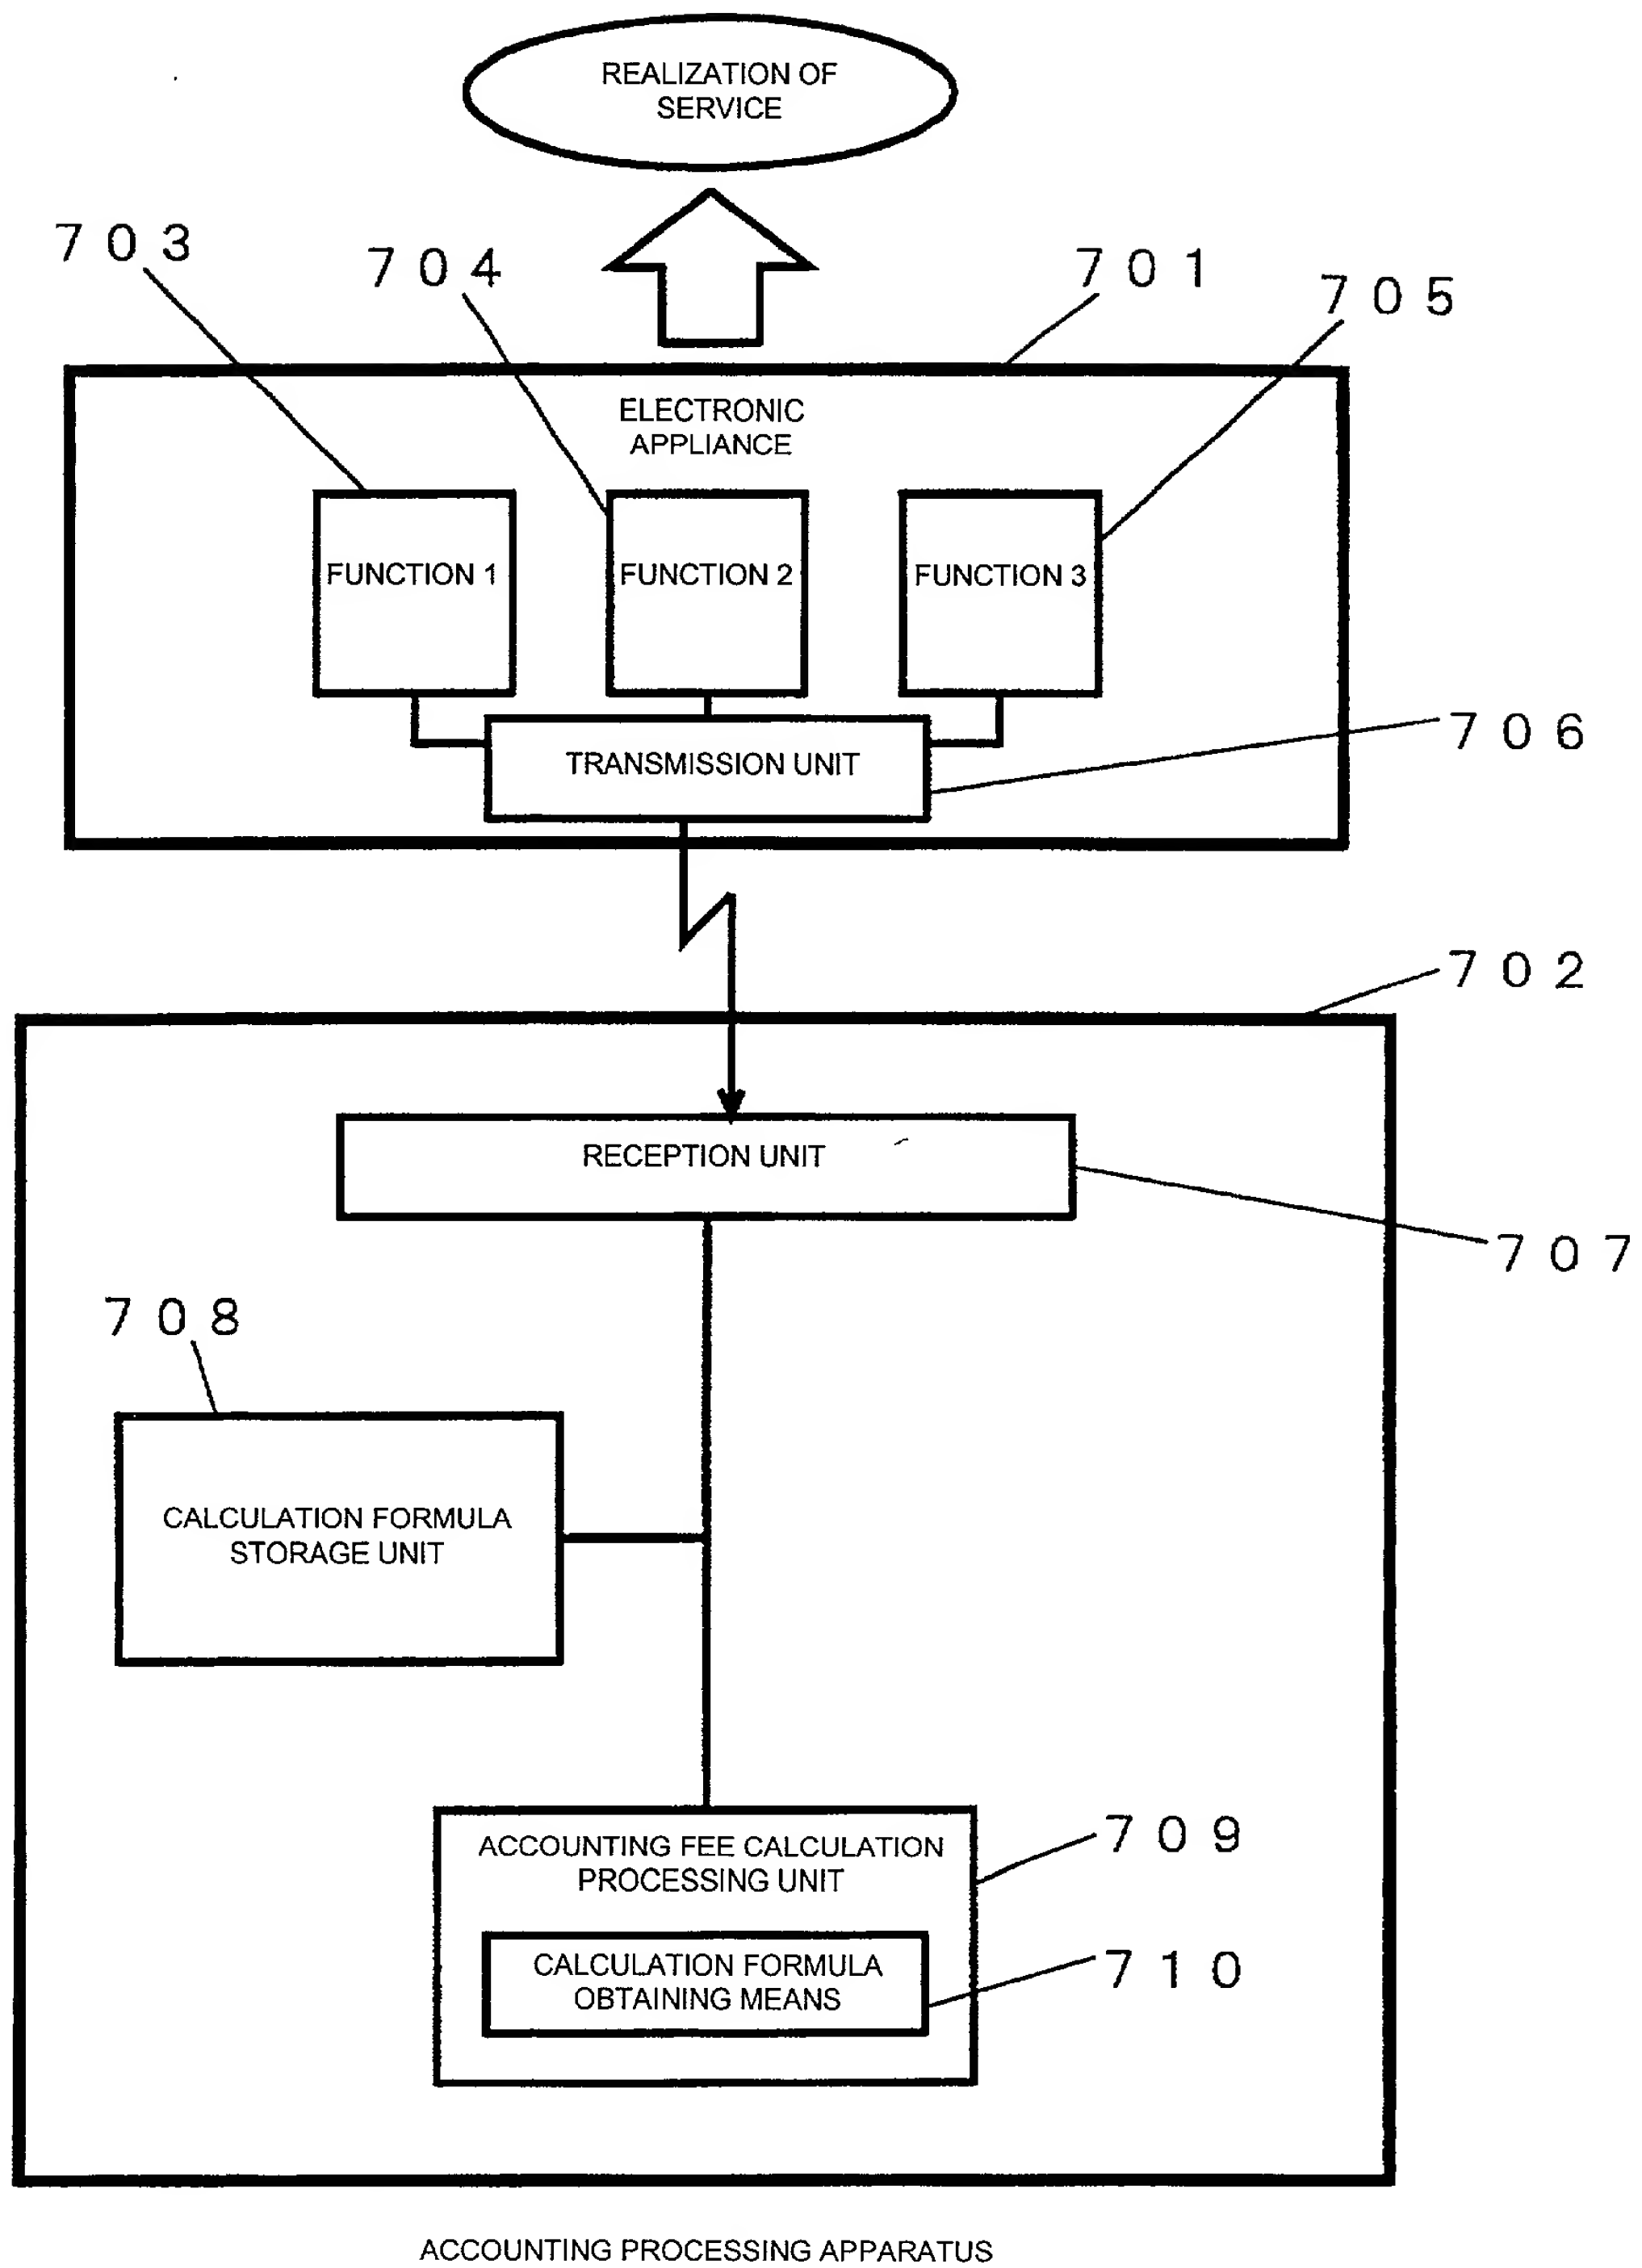 REALIZATION OF
SERVICE
703
704
701
705
ELECTRONIC
APPLIANCE
FUNCTION 1
FUNCTION 2
FUNCTION 3
706
TRANSMISSION UNIT
702
RECEPTION UNIT
707
708
CALCULATION FORMULA
STORAGE UNIT
709
ACCOUNTING FEE CALCULATION
PROCESSING UNIT
710
CALCULATION FORMULA
OBTAINING MEANS
ACCOUNTING PROCESSING APPARATUS